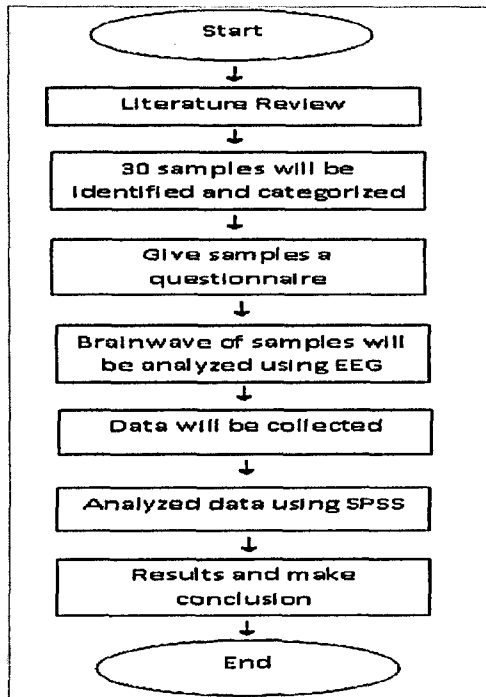 Start
Literature Review
30 samples will be
identified and categorized
Give samples a
questionnaire
Brainwave of samples will
be analyzed using EEG
Data will be collected
Analyzed data using SPSS
Results and make
conclusion
End